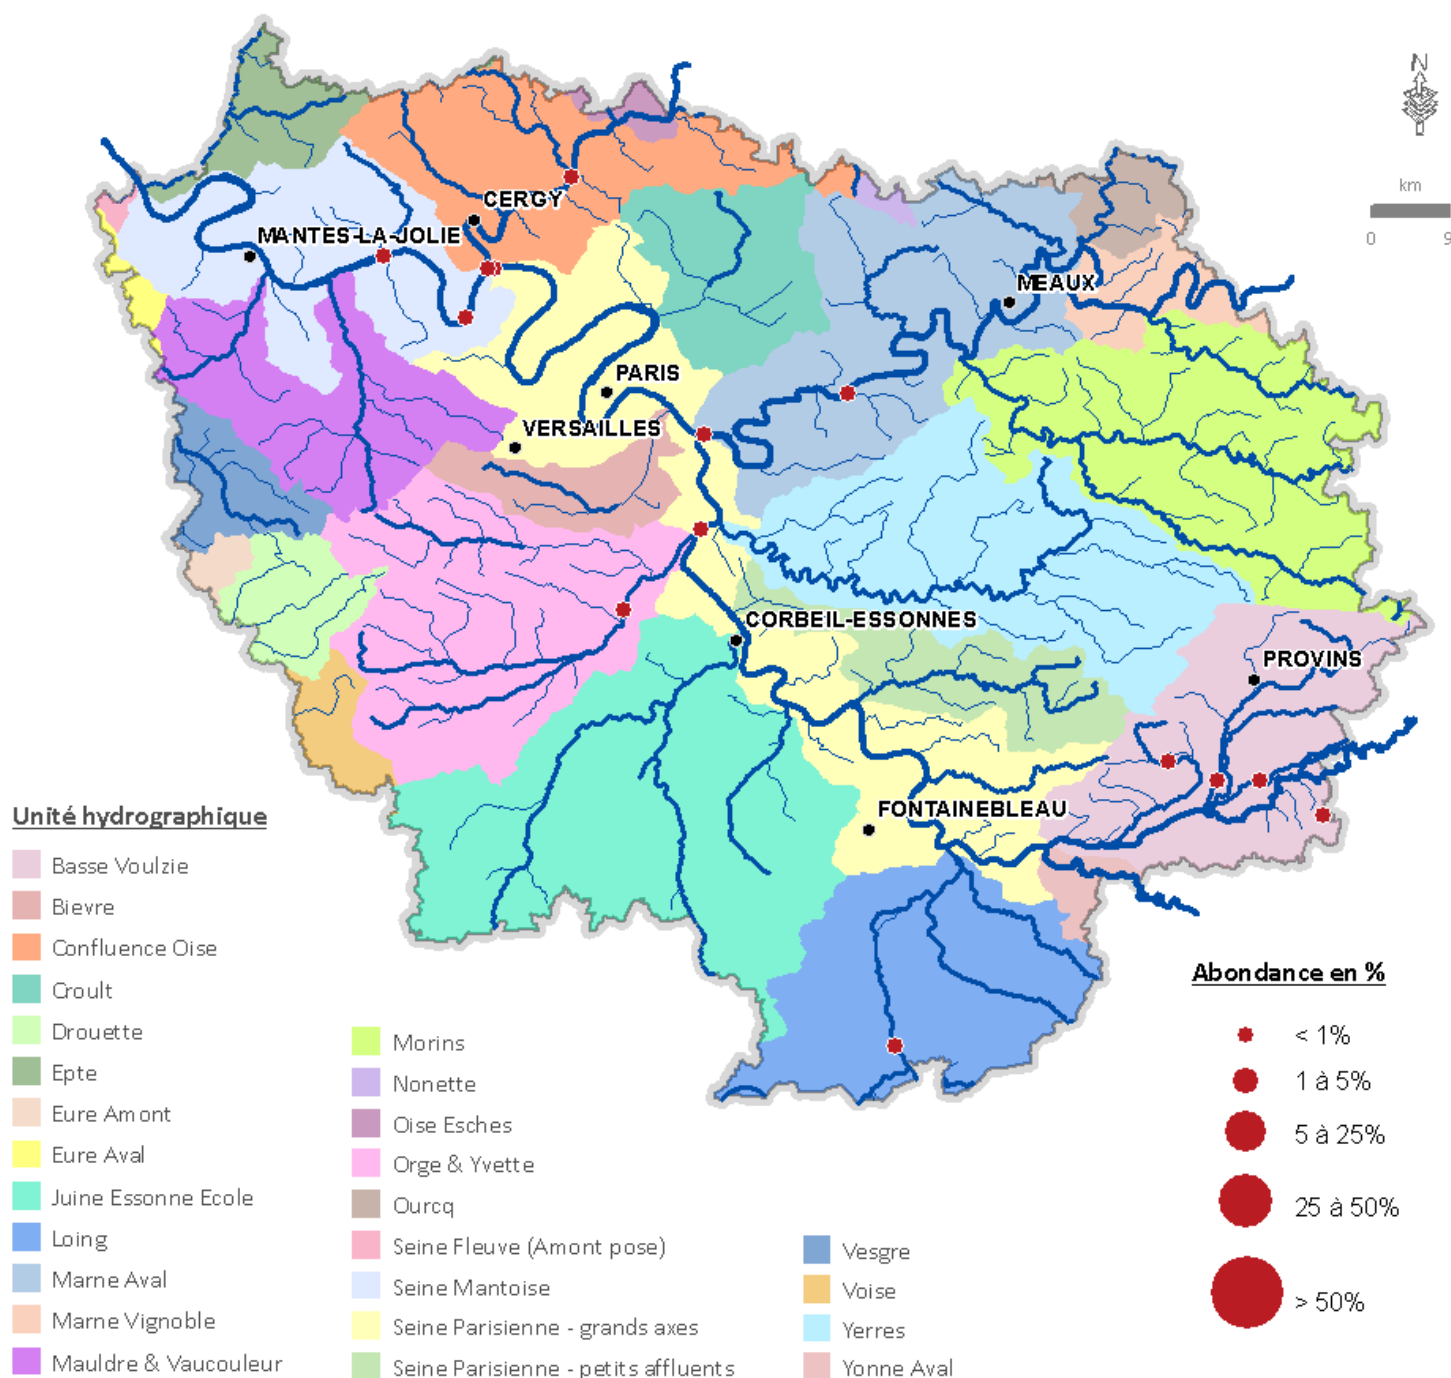 N
km
0 9
CERGY
MANTES-LA-JOLIE
MEAUX
PARIS
VERSAILLES
CORBEIL-ESSONNES
PROVINS
FONTAINEBLEAU
Unité hydrographique
Basse Voulzie
Bievre
Confluence Oise
Croult
Drouette
Epte
Eure Amont
Eure Aval
Juine Essonne Ecole
Loing
Marne Aval
Marne Vignoble
Mauldre & Vaucouleur
Morins
Nonette
Oise Esches
Orge & Yvette
Ourcq
Seine Fleuve (Amont pose)
Seine Mantoise
Seine Parisienne - grands axes
Seine Parisienne - petits affluents
Vesgre
Voise
Yerres
Yonne Aval
Abondance en %
< 1%
1 à 5%
5 à 25%
25 à 50%
> 50%